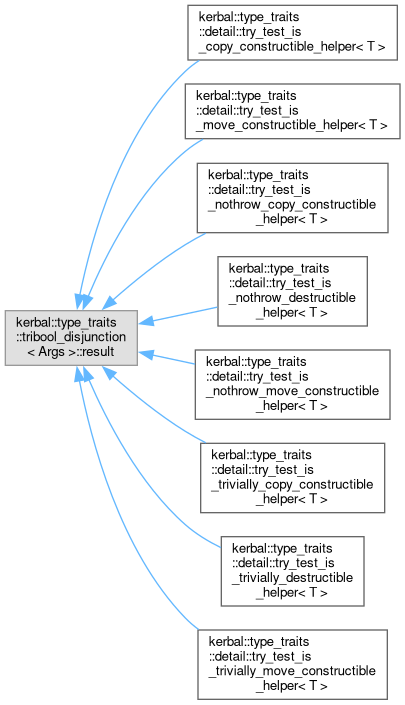 kerbal::type_traits
::detail::try_test_is
_copy_constructible_helper< T >
kerbal::type_traits
::detail::try_test_is
_move_constructible_helper< T >
kerbal::type_traits
::detail::try_test_is
_nothrow_copy_constructible
_helper< T >
kerbal::type_traits
::detail::try_test_is
_nothrow_destructible
_helper< T >
kerbal::type_traits
::tribool_disjunction
< Args >::result
kerbal::type_traits
::detail::try_test_is
_nothrow_move_constructible
_helper< T >
kerbal::type_traits
::detail::try_test_is
_trivially_copy_constructible
_helper< T >
kerbal::type_traits
::detail::try_test_is
_trivially_destructible
_helper< T >
kerbal::type_traits
::detail::try_test_is
_trivially_move_constructible
_helper< T >